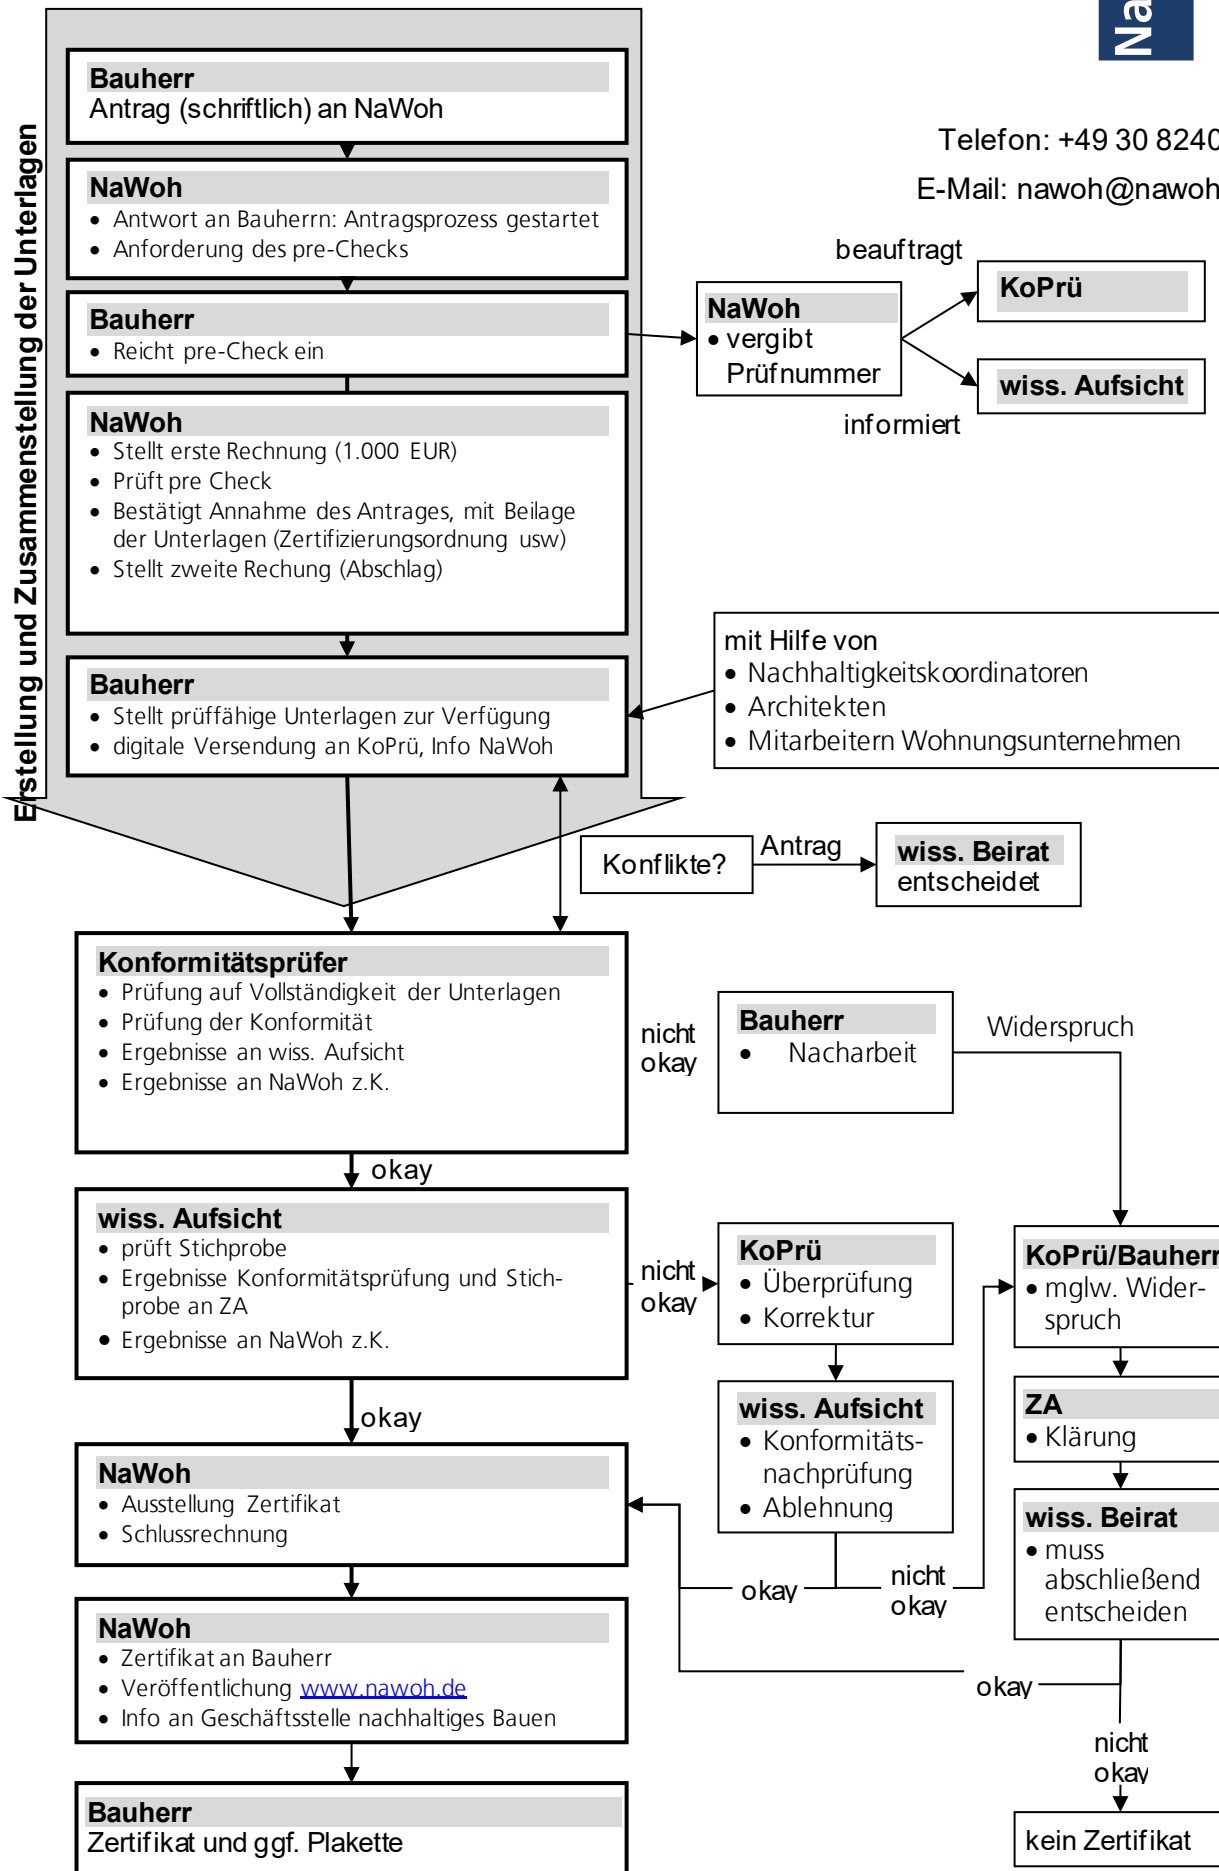 Na
Telefon: +49 30 8240
E-Mail: nawoh@nawoh
Erstellung und Zusammenstellung der Unterlagen
Bauherr
Antrag (schriftlich) an NaWoh
NaWoh
• Antwort an Bauherrn: Antragsprozess gestartet
• Anforderung des pre-Checks
Bauherr
• Reicht pre-Check ein
NaWoh
• vergibt
Prüfnummer
beauftragt
KoPrü
wiss. Aufsicht
informiert
NaWoh
• Stellt erste Rechnung (1.000 EUR)
• Prüft pre Check
• Bestätigt Annahme des Antrages, mit Beilage
der Unterlagen (Zertifizierungsordnung usw)
• Stellt zweite Rechung (Abschlag)
Bauherr
• Stellt prüffähige Unterlagen zur Verfügung
• digitale Versendung an KoPrü, Info NaWoh
mit Hilfe von
• Nachhaltigkeitskoordinatoren
• Architekten
• Mitarbeitern Wohnungsunternehmen
Konflikte?
Antrag
wiss. Beirat
entscheidet
Konformitätsprüfer
• Prüfung auf Vollständigkeit der Unterlagen
• Prüfung der Konformität
• Ergebnisse an wiss. Aufsicht
• Ergebnisse an NaWoh z.K.
nicht
okay
Bauherr
• Nacharbeit
Widerspruch
okay
wiss. Aufsicht
• prüft Stichprobe
• Ergebnisse Konformitätsprüfung und Stich-
probe an ZA
• Ergebnisse an NaWoh z.K.
nicht
okay
KoPrü
• Überprüfung
• Korrektur
KoPrü/Bauherr
• mglw. Wider-
spruch
wiss. Aufsicht
• Konformitäts-
nachprüfung
• Ablehnung
ZA
• Klärung
okay
NaWoh
• Ausstellung Zertifikat
• Schlussrechnung
wiss. Beirat
• muss
abschließend
entscheiden
okay
nicht
okay
NaWoh
• Zertifikat an Bauherr
• Veröffentlichung www.nawoh.de
• Info an Geschäftsstelle nachhaltiges Bauen
okay
nicht
okay
Bauherr
Zertifikat und ggf. Plakette
kein Zertifikat